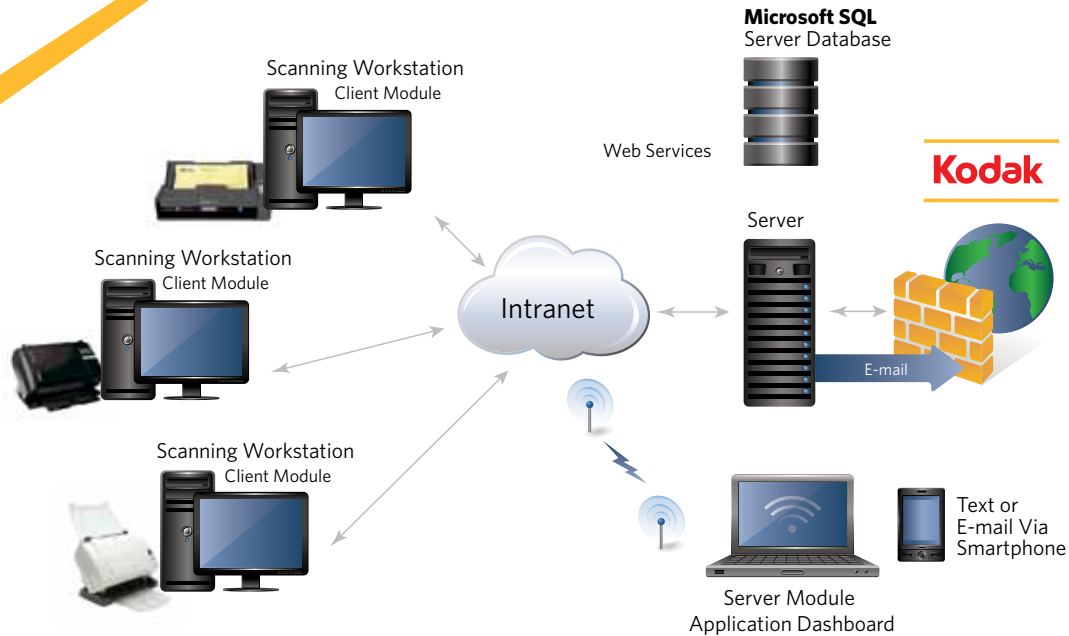 Microsoft SQL
Server Database
Scanning Workstation
Client Module
Web Services
Kodak
Server
Scanning Workstation
Client Module
Intranet
E-mail
Scanning Workstation
Client Module
Text or
E-mail Via
Smartphone
Server Module
Application Dashboard